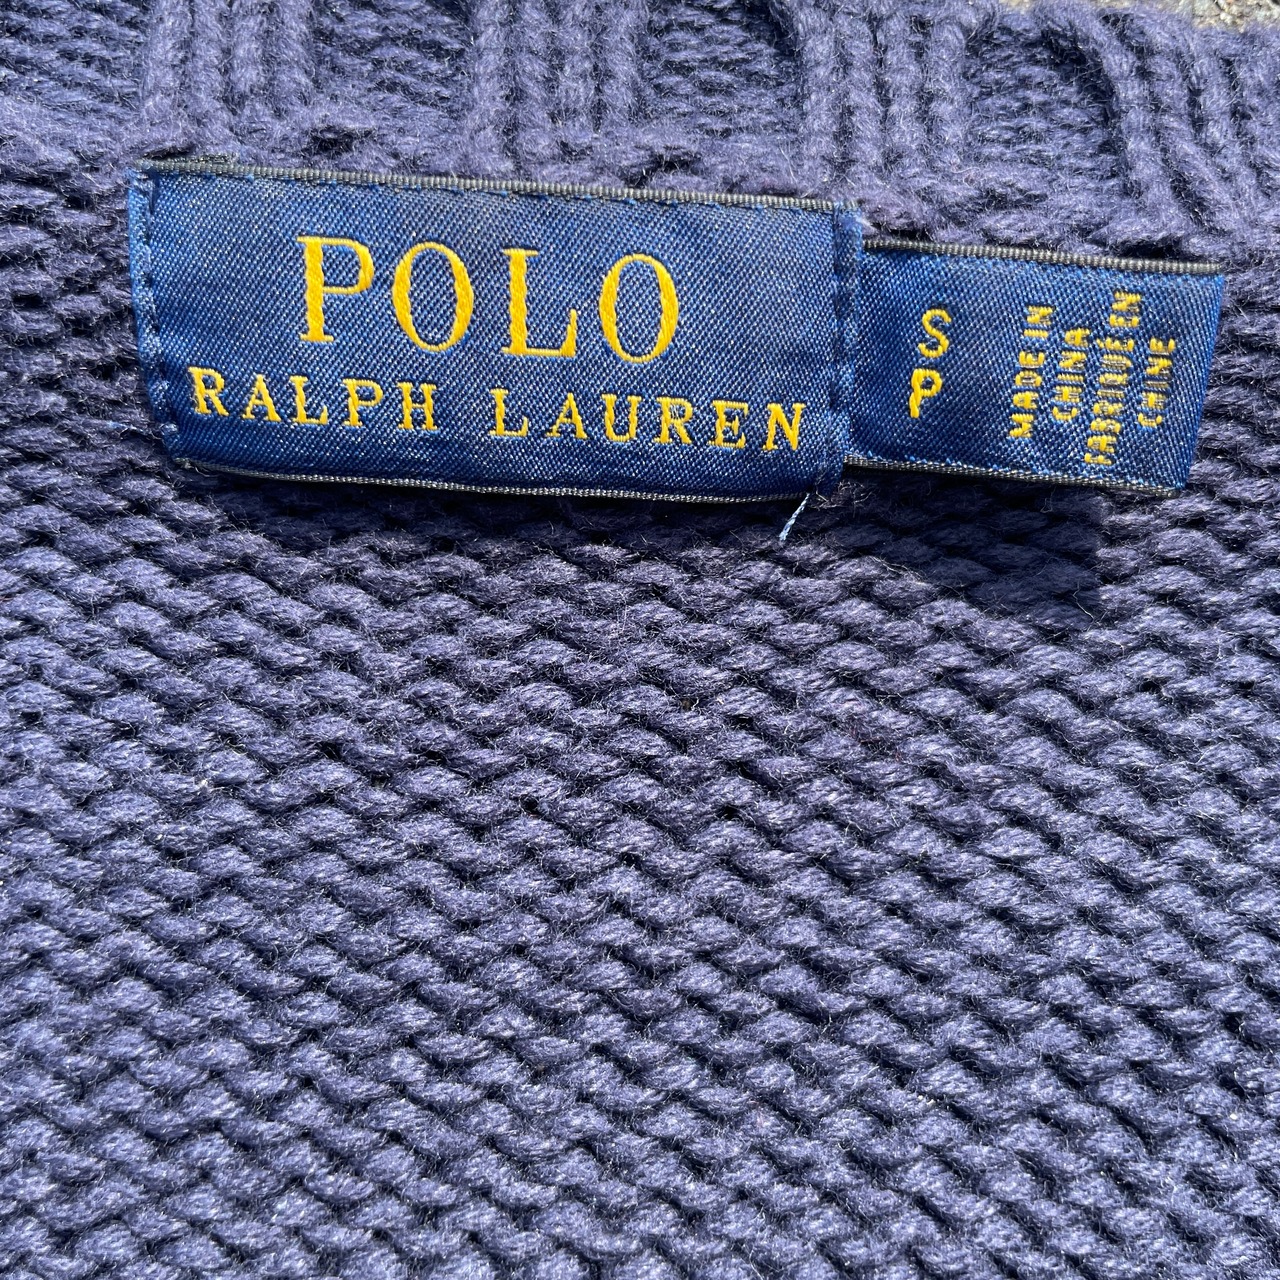 POLO
RALPH LAUREN
S
P
MADE IN
CHINA
FABRIQUÉ EN
CHINE